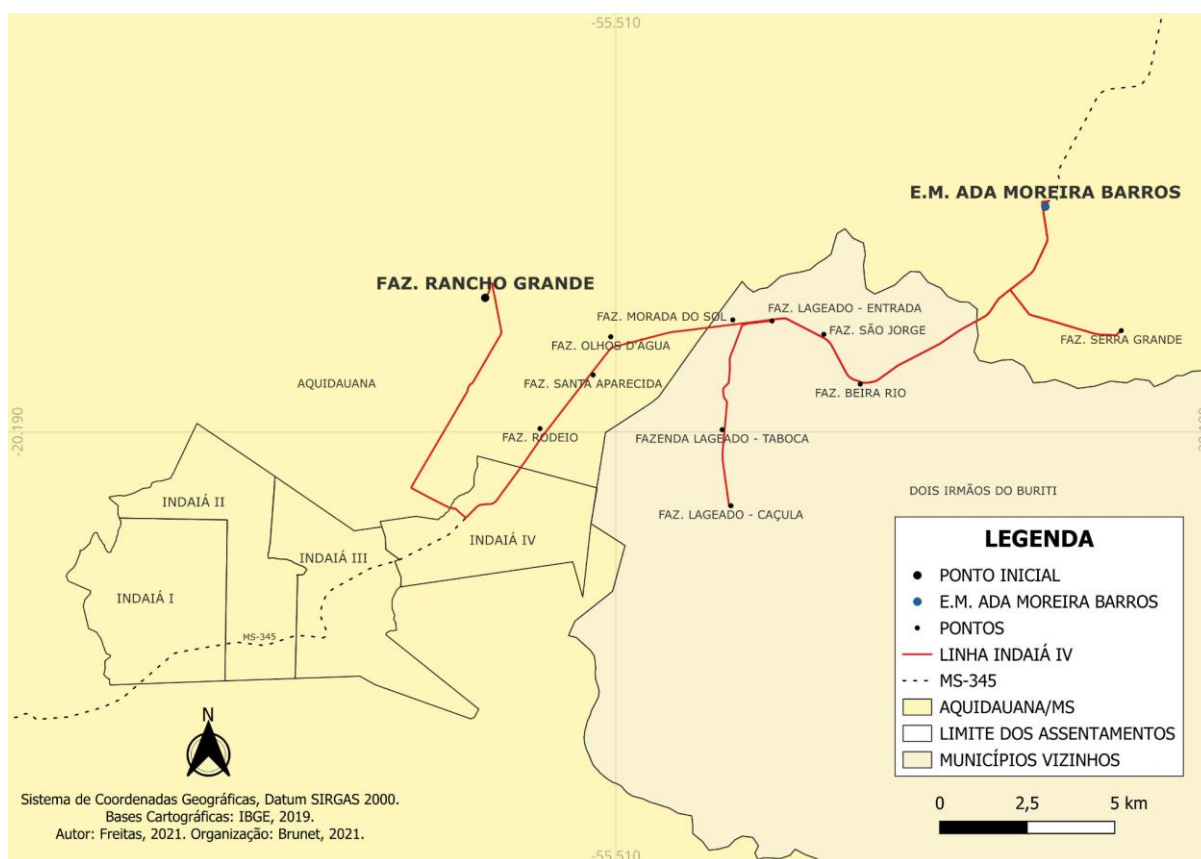 -55.510
E.M. ADA MOREIRA BARROS
FAZ. RANCHO GRANDE
FAZ. LAGEADO - ENTRADA
FAZ. MORADA DO SOL
FAZ. SÃO JORGE
FAZ. SERRA GRANDE
FAZ. OLHOS D'ÁGUA
AQUIDAUANA
FAZ. SANTA APARECIDA
FAZ. BEIRA RIO
-20.190
FAZ. RODEIO
FAZENDA LAGEADO - TABOCA
DOIS IRMÃOS DO BURITI
INDAIÁ II
FAZ. LAGEADO - CAÇULA
INDAIÁ III
INDAIÁ IV
INDAIÁ I
MS-345
LEGENDA
PONTO INICIAL
E.M. ADA MOREIRA BARROS
PONTOS
LINHA INDAIÁ IV
MS-345
AQUIDAUANA/MS
LIMITE DOS ASSENTAMENTOS
MUNICÍPIOS VIZINHOS
N
Sistema de Coordenadas Geográficas, Datum SIRGAS 2000.
Bases Cartográficas: IBGE, 2019.
Autor: Freitas, 2021. Organização: Brunet, 2021.
0 2,5 5 km
-55.510